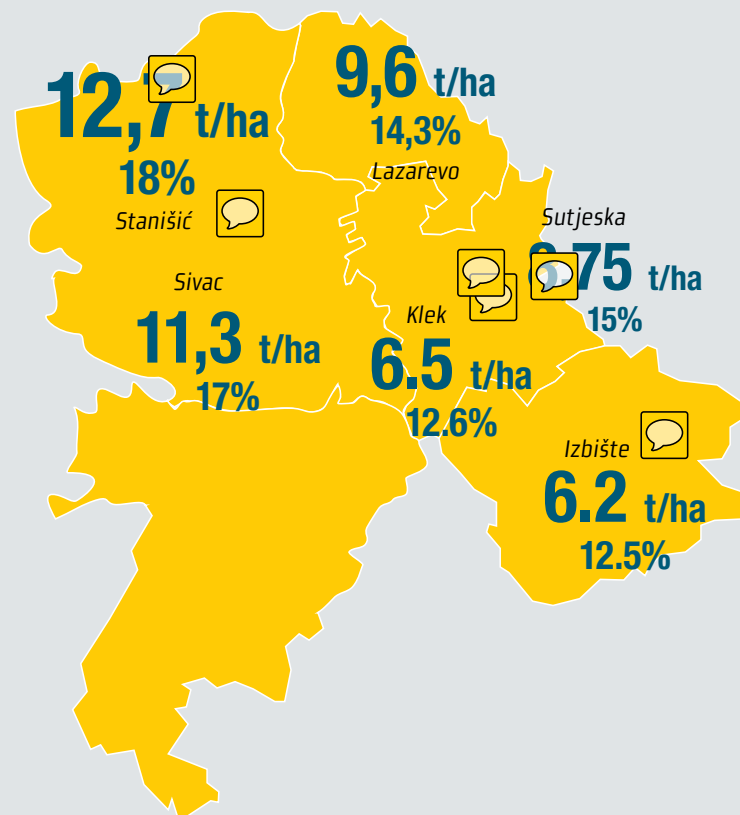 12,7 t/ha
18%
Stanišić
9,6 t/ha
14,3%
Lazarevo
Sutjeska
t/ha
15%
Sivac
11,3 t/ha
17%
Klek
6.5 t/ha
12.6%
Izbište
6.2 t/ha
12.5%